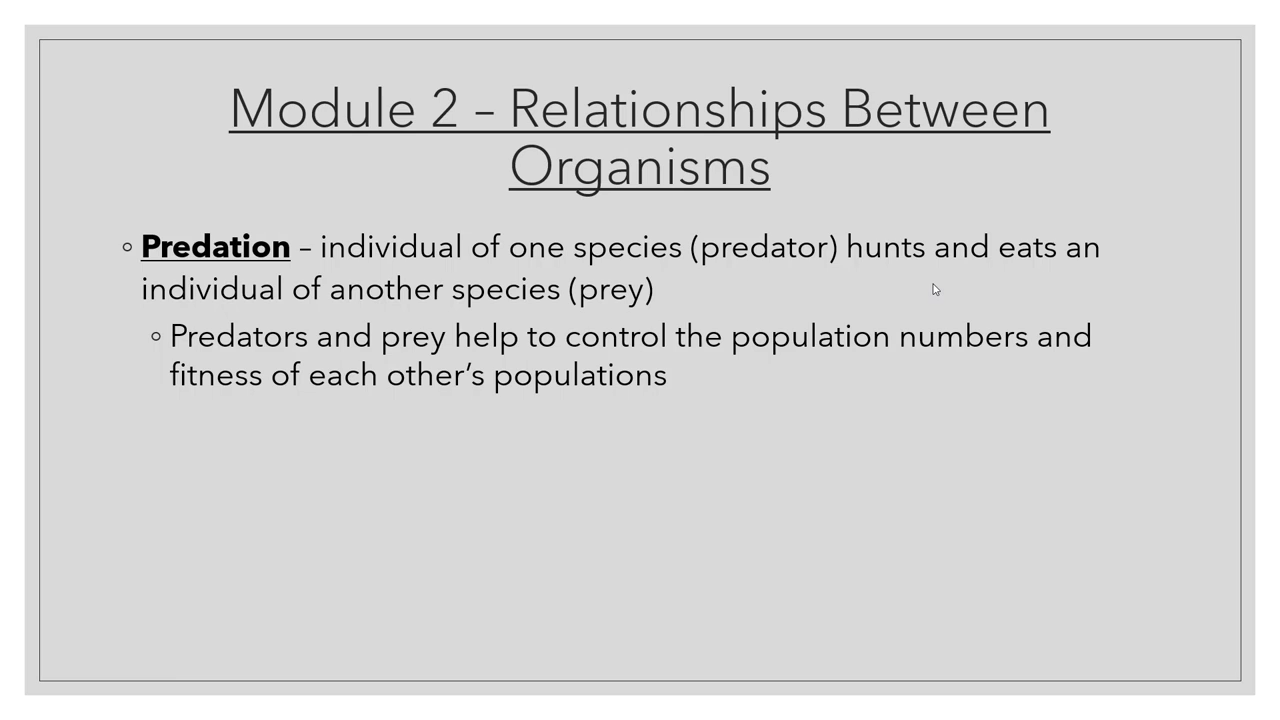 Module 2 – Relationships Between
Organisms
◦ Predation – individual of one species (predator) hunts and eats an
individual of another species (prey)
◦ Predators and prey help to control the population numbers and
fitness of each other’s populations